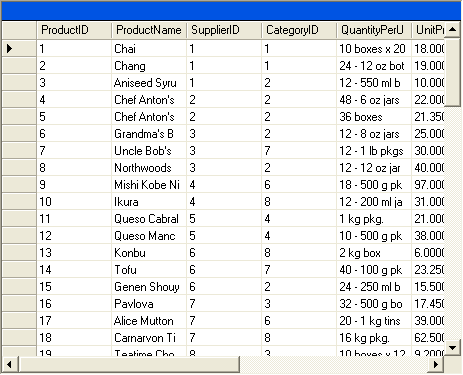 ProductID ProductName SupplierID CategoryID QuantityPerU UnitPr
1 Chai 1 1 10 boxes x 20 18.000
2 Chang 1 1 24 - 12 oz bot 19.000
3 Aniseed Syru 1 2 12 - 550 ml b 10.000
4 Chef Anton's 2 2 48 - 6 oz jars 22.000
5 Chef Anton's 2 2 36 boxes 21.350
6 Grandma's B 3 2 12 - 8 oz jars 25.000
7 Uncle Bob's 3 7 12 - 1 lb pkgs 30.000
8 Northwoods 3 2 12 - 12 oz jar 40.000
9 Mishi Kobe Ni 4 6 18 - 500 g pk 97.000
10 Ikura 4 8 12 - 200 ml ja 31.000
11 Queso Cabral 5 4 1 kg pkg. 21.000
12 Queso Manc 5 4 10 - 500 g pk 38.000
13 Konbu 6 8 2 kg box 6.0000
14 Tofu 6 7 40 - 100 g pk 23.250
15 Genen Shouy 6 2 24 - 250 ml b 15.500
16 Pavlova 7 3 32 - 500 g bo 17.450
17 Alice Mutton 7 6 20 - 1 kg tins 39.000
18 Carnarvon Ti 7 8 16 kg pkg. 62.500
19 Teatime Cho 8 3 10 boxes x 12 9.2000